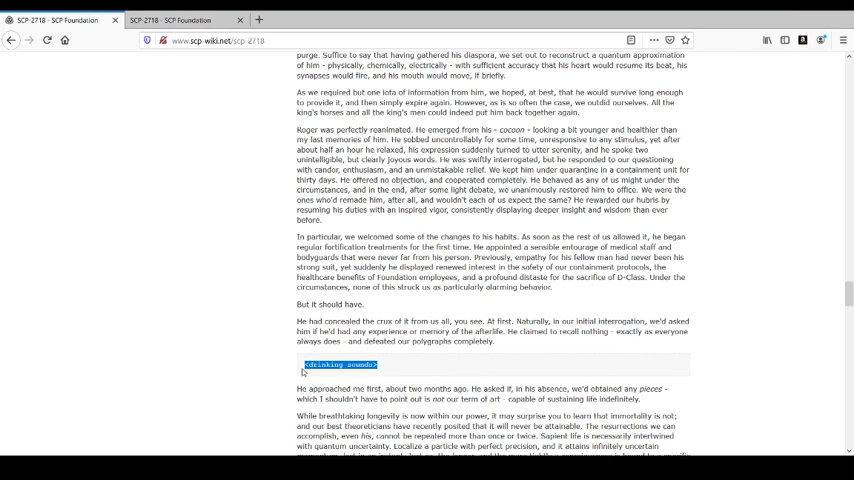 SCP-2718 - SCP Foundation
SCP-2718 - SCP Foundation
www.scp-wiki.net/scp-2718
purge. Suffice to say that having gathered his diaspora, we set out to reconstruct a quantum approximation
of him - physically, chemically, electrically - with sufficient accuracy that his heart would resume its beat, his
synapses would fire, and his mouth would move, if briefly.
As we required but one iota of information from him, we hoped, at best, that he would survive long enough
to provide it, and then simply expire again. However, as is so often the case, we outdid ourselves. All the
king's horses and all the king's men could indeed put him back together again.
Roger was perfectly reanimated. He emerged from his - cocoon - looking a bit younger and healthier than
my last memories of him. He sobbed uncontrollably for some time, unresponsive to any stimulus, yet after
about half an hour he relaxed, his expression suddenly turned to utter serenity, and he spoke two
unintelligible, but clearly joyous words. He was swiftly interrogated, but he responded to our questioning
with candor, enthusiasm, and an unmistakable relief. We kept him under quarantine in a containment unit for
thirty days. He offered no objection, and cooperated completely. He behaved as any of us might under the
circumstances, and in the end, after some light debate, we unanimously restored him to office. We were the
ones who'd remade him, after all, and wouldn't each of us expect the same? He rewarded our hubris by
resuming his duties with an inspired vigor, consistently displaying deeper insight and wisdom than ever
before.
In particular, we welcomed some of the changes to his habits. As soon as the rest of us allowed it, he began
regular fortification treatments for the first time. He appointed a sensible entourage of medical staff and
bodyguards that were never far from his person. Previously, empathy for his fellow man had never been his
strong suit, yet suddenly he displayed renewed interest in the safety of our containment protocols, the
healthcare benefits of Foundation employees, and a profound distaste for the sacrifice of D-Class. Under the
circumstances, none of this struck us as particularly alarming behavior.
But it should have.
He had concealed the crux of it from us all, you see. At first. Naturally, in our initial interrogation, we'd asked
him if he'd had any experience or memory of the afterlife. He claimed to recall nothing - exactly as everyone
always does - and defeated our polygraphs completely.
<drinking sounds>
He approached me first, about two months ago. He asked if, in his absence, we'd obtained any pieces -
which I shouldn't have to point out is not our term of art - capable of sustaining life indefinitely.
While breathtaking longevity is now within our power, it may surprise you to learn that immortality is not;
and our best theoreticians have recently posited that it will never be attainable. The resurrections we can
accomplish, even his, cannot be repeated more than once or twice. Sapient life is necessarily intertwined
with quantum uncertainty. Localize a particle with perfect precision, and it attains infinitely uncertain